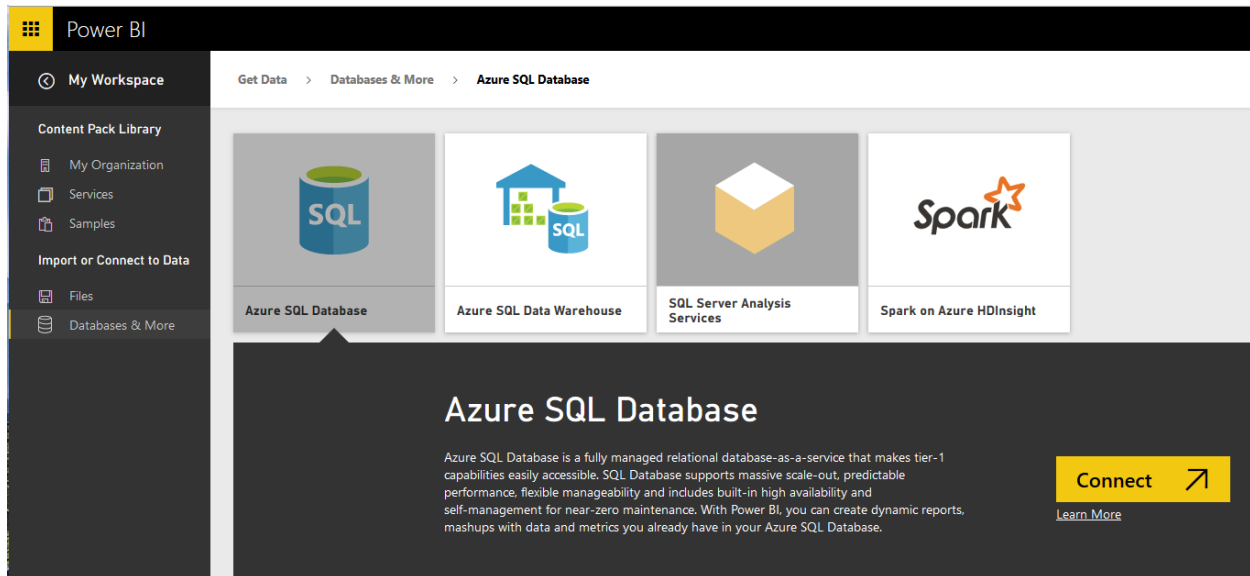 Power BI
My Workspace
Get Data > Databases & More > Azure SQL Database
Content Pack Library
My Organization
Services
Samples
Import or Connect to Data
Files
Databases & More
SQL
SQL
Spark
Azure SQL Database
Azure SQL Data Warehouse
SQL Server Analysis
Services
Spark on Azure HDInsight
Azure SQL Database
Azure SQL Database is a fully managed relational database-as-a-service that makes tier-1
capabilities easily accessible. SQL Database supports massive scale-out, predictable
performance, flexible manageability and includes built-in high availability and
self-management for near-zero maintenance. With Power BI, you can create dynamic reports,
mashups with data and metrics you already have in your Azure SQL Database.
Connect
Learn More